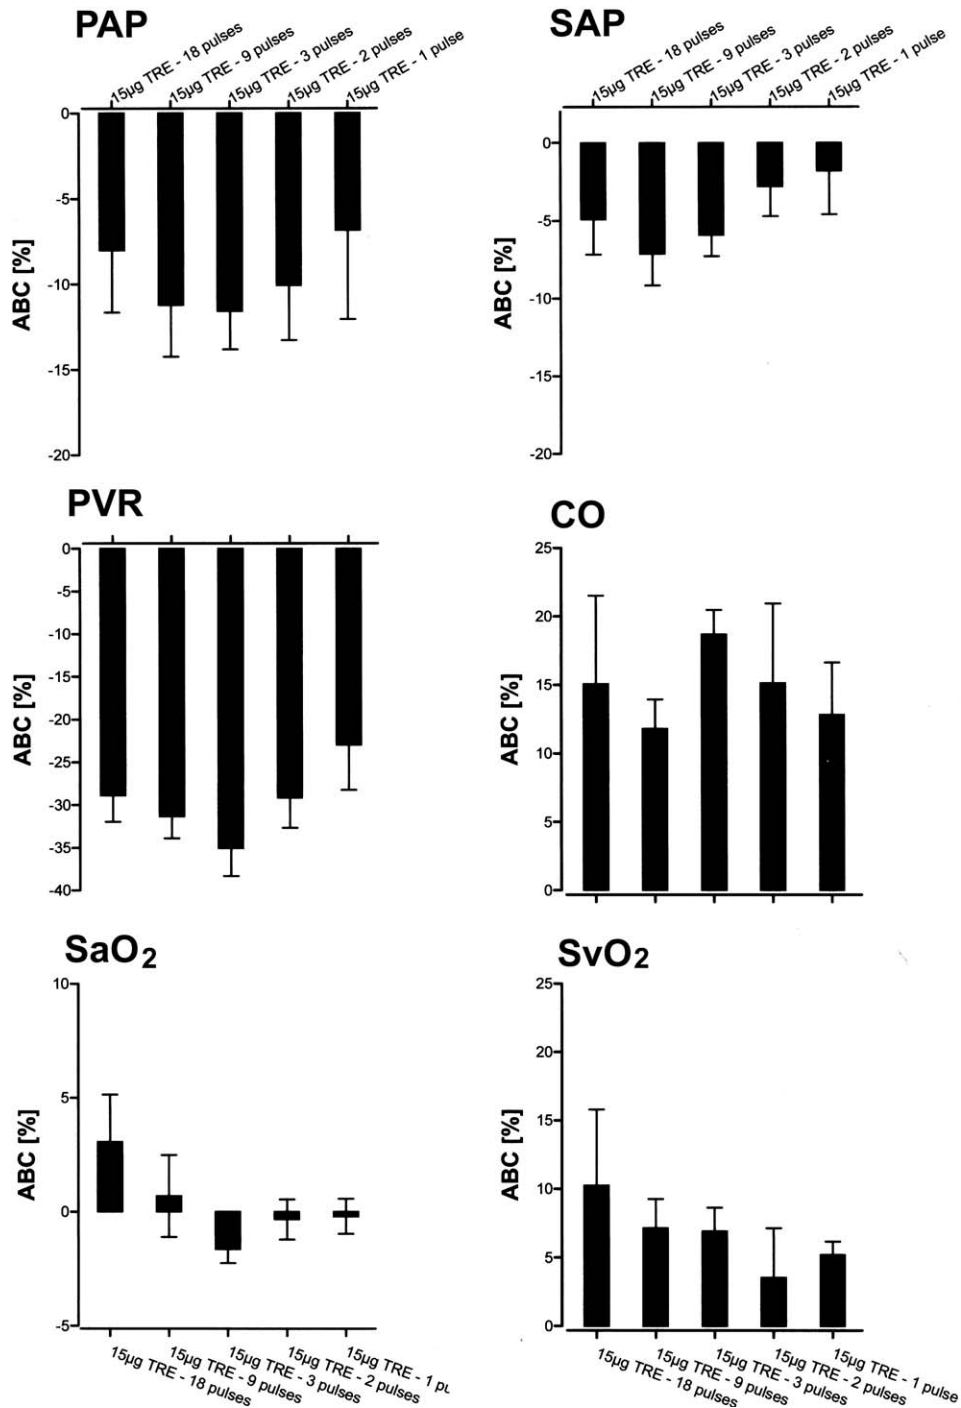 PAP
15µg TRE - 18 pulses
15µg TRE - 9 pulses
15µg TRE - 3 pulses
15µg TRE - 2 pulses
15µg TRE - 1 pulse
ABC [%]
0
-5
-10
-15
-20
SAP
15µg TRE - 18 pulses
15µg TRE - 9 pulses
15µg TRE - 3 pulses
15µg TRE - 2 pulses
15µg TRE - 1 pulse
ABC [%]
0
-5
-10
-15
-20
PVR
ABC [%]
0
-5
-10
-15
-20
-25
-30
-35
-40
CO
ABC [%]
25
20
15
10
5
0
SaO2
ABC [%]
10
5
0
-5
15µg TRE - 18 pulses
15µg TRE - 9 pulses
15µg TRE - 3 pulses
15µg TRE - 2 pulses
15µg TRE - 1 pu
SvO2
ABC [%]
25
20
15
10
5
0
15µg TRE - 18 pulses
15µg TRE - 9 pulses
15µg TRE - 3 pulses
15µg TRE - 2 pulses
15µg TRE - 1 pulse